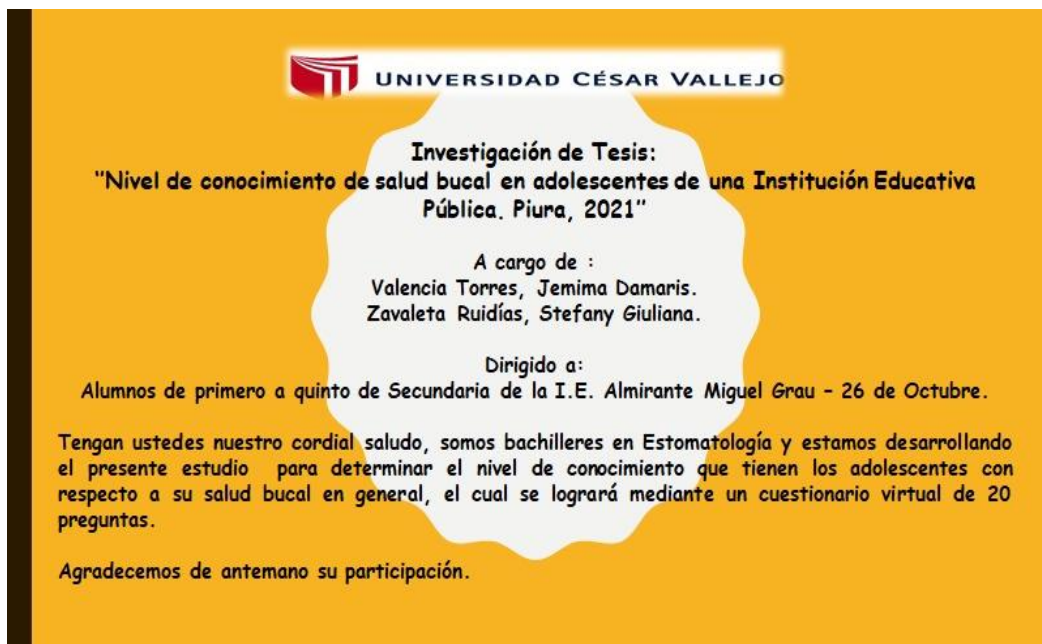 UNIVERSIDAD CÉSAR VALLEJO
Investigación de Tesis:
"Nivel de conocimiento de salud bucal en adolescentes de una Institución Educativa
Pública. Piura, 2021"
A cargo de :
Valencia Torres, Jemima Damaris.
Zavaleta Ruidías, Stefany Giuliana.
Dirigido a:
Alumnos de primero a quinto de Secundaria de la I.E. Almirante Miguel Grau – 26 de Octubre.
Tengan ustedes nuestro cordial saludo, somos bachilleres en Estomatología y estamos desarrollando
el presente estudio para determinar el nivel de conocimiento que tienen los adolescentes con
respecto a su salud bucal en general, el cual se logrará mediante un cuestionario virtual de 20
preguntas.
Agradecemos de antemano su participación.